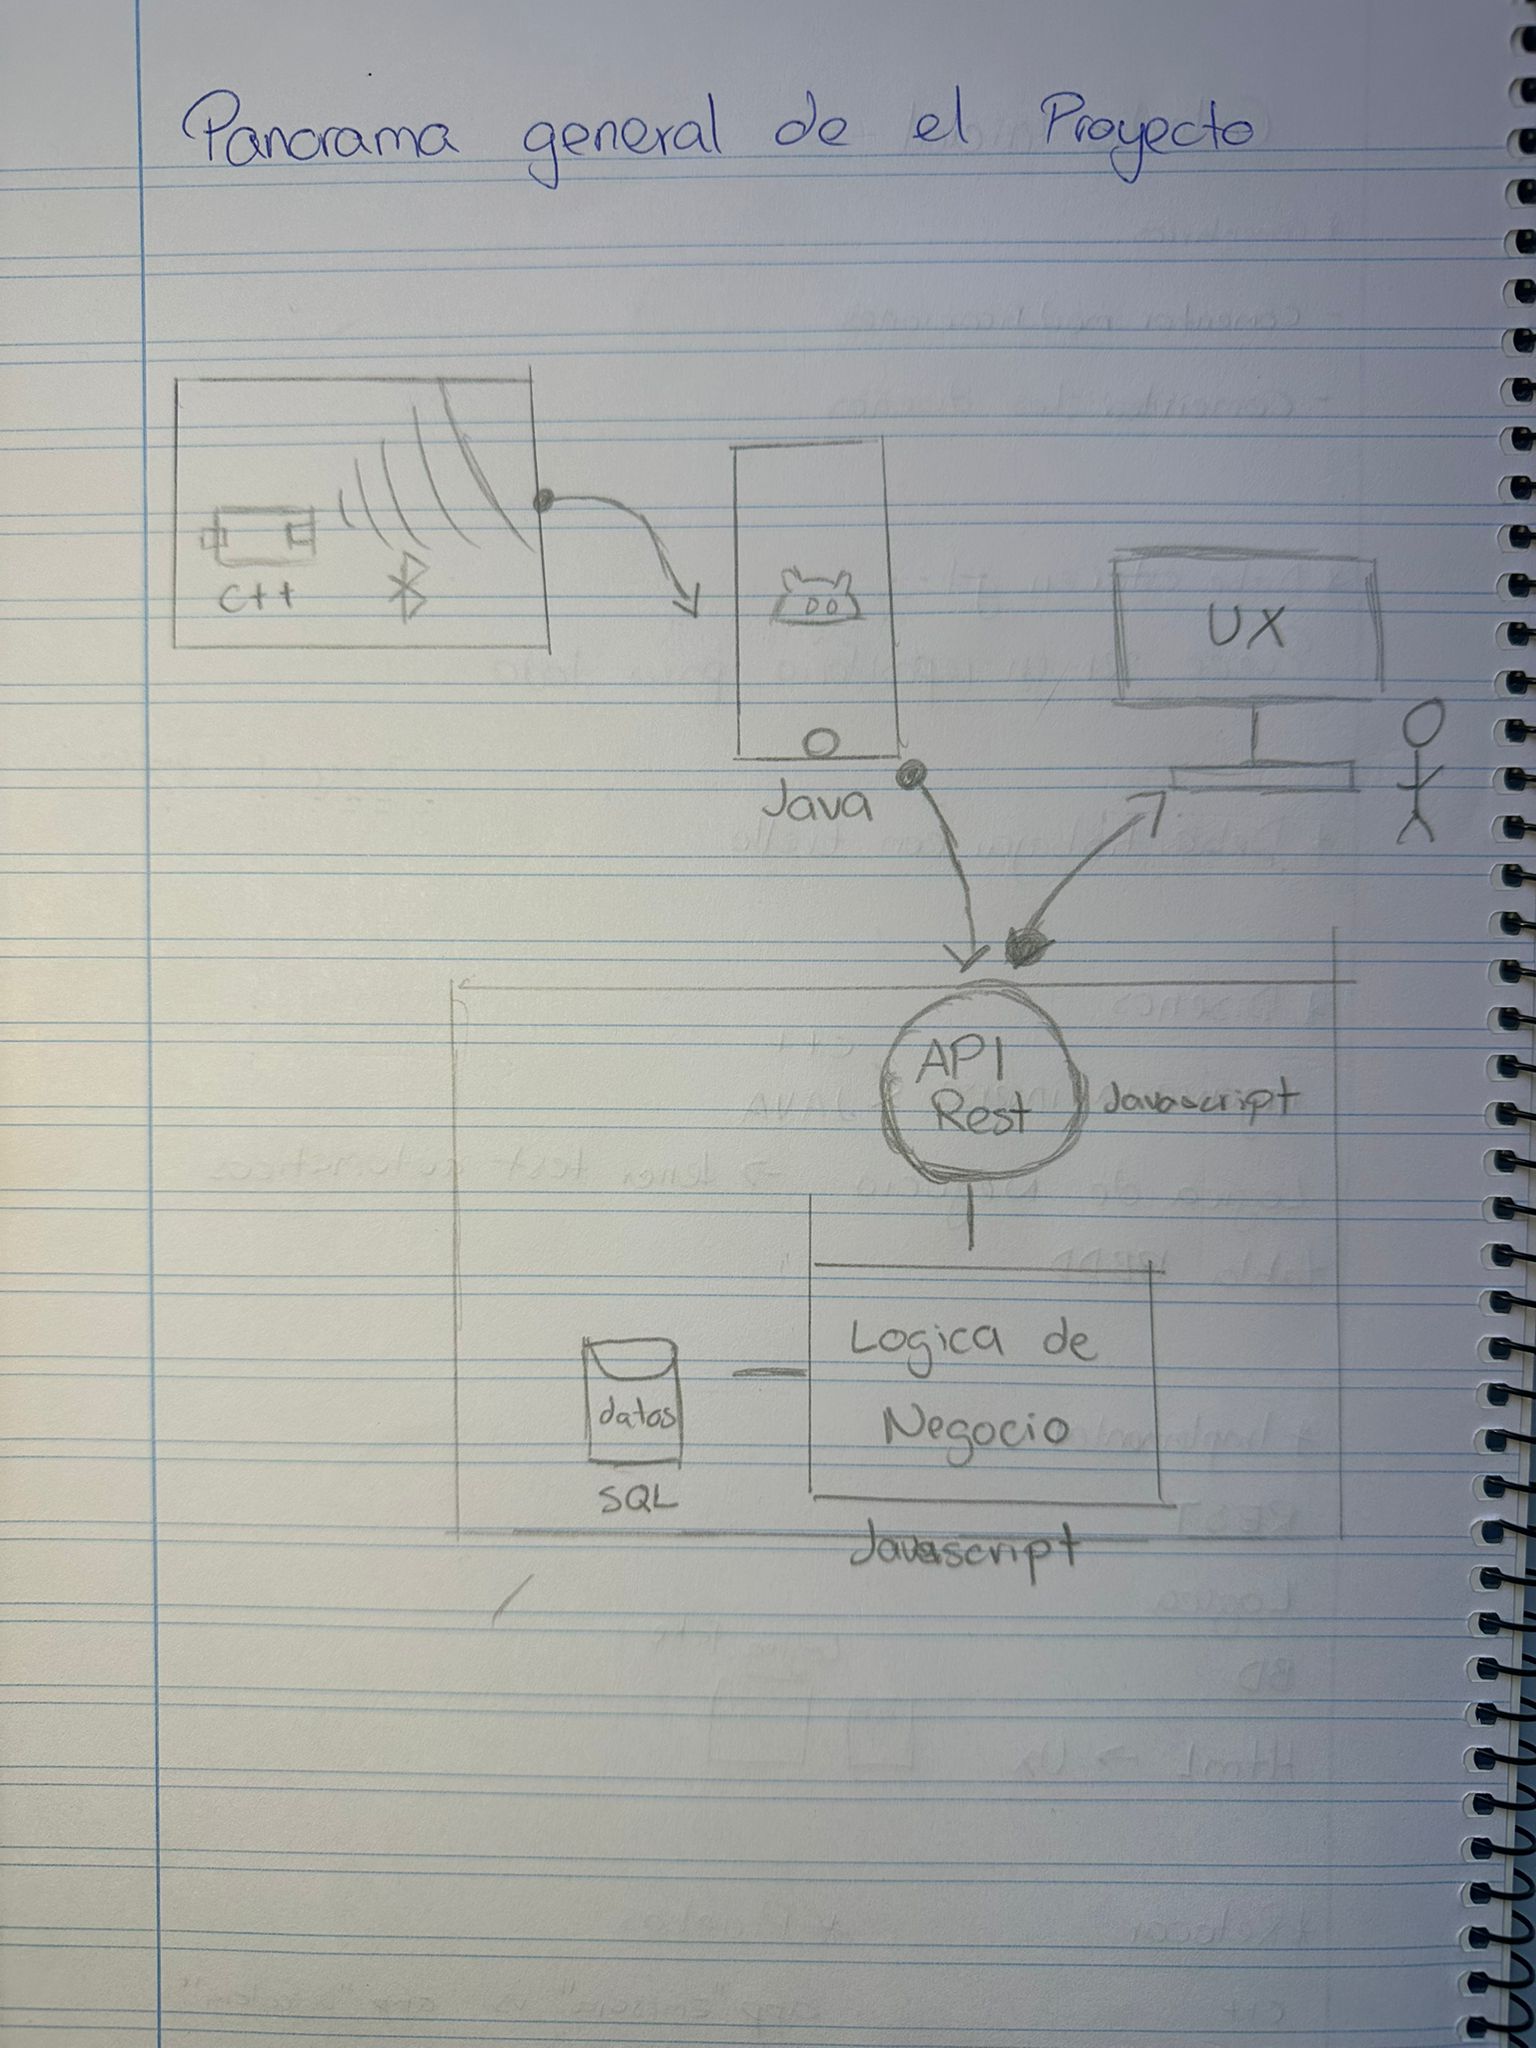 Panorama general de el Proyecto
C++
UX
Java
API
Rest
Javascript
Logica de
Negocio
datos
SQL
Javascript